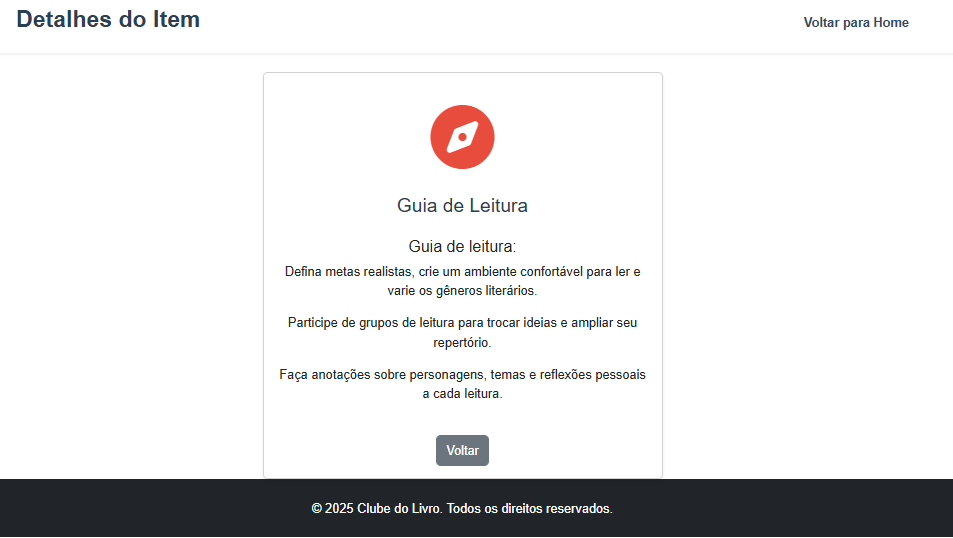 Detalhes do Item
Voltar para Home
Guia de Leitura
Guia de leitura:
Defina metas realistas, crie um ambiente confortável para ler e
varie os gêneros literários.
Participe de grupos de leitura para trocar ideias e ampliar seu
repertório.
Faça anotações sobre personagens, temas e reflexões pessoais
a cada leitura.
Voltar
© 2025 Clube do Livro. Todos os direitos reservados.